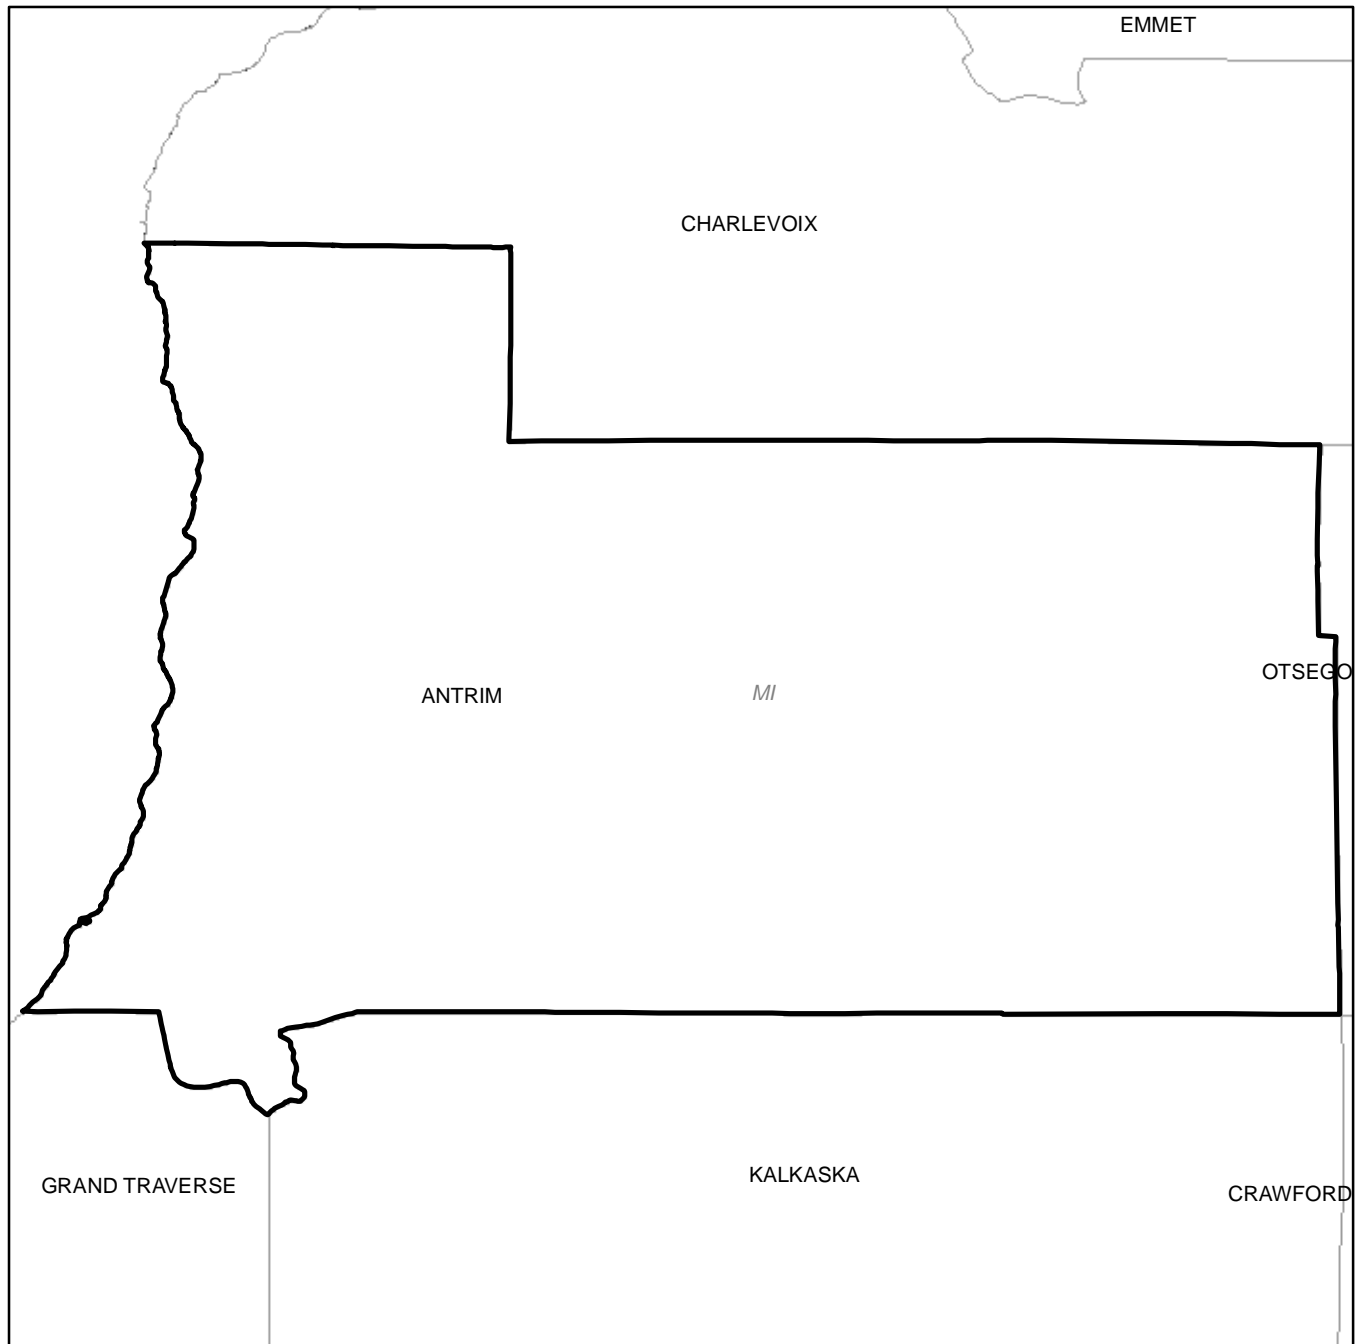 EMMET
CHARLEVOIX
OTSEGO
ANTRIM
MI
KALKASKA
GRAND TRAVERSE
CRAWFORD